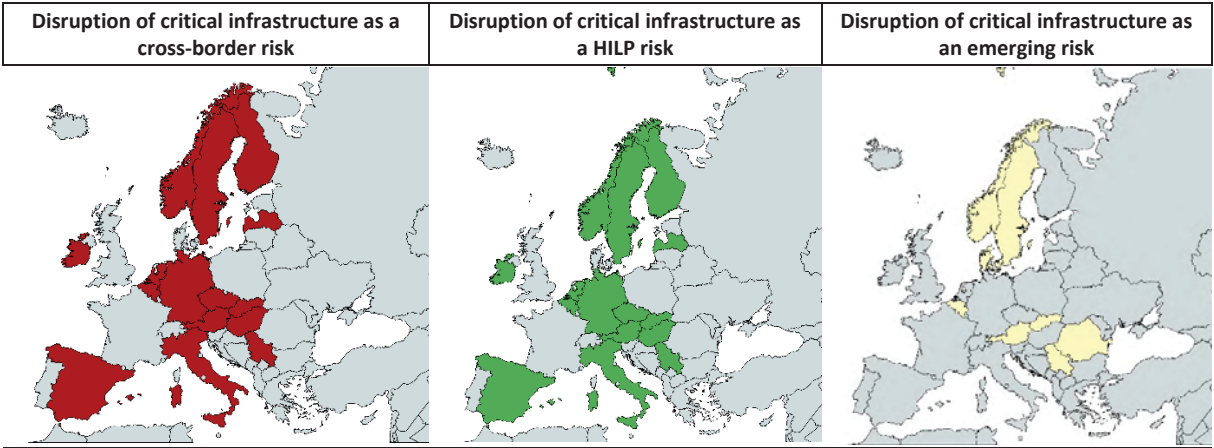 Disruption of critical infrastructure as a
cross-border risk
Disruption of critical infrastructure as
a HILP risk
Disruption of critical infrastructure as
an emerging risk